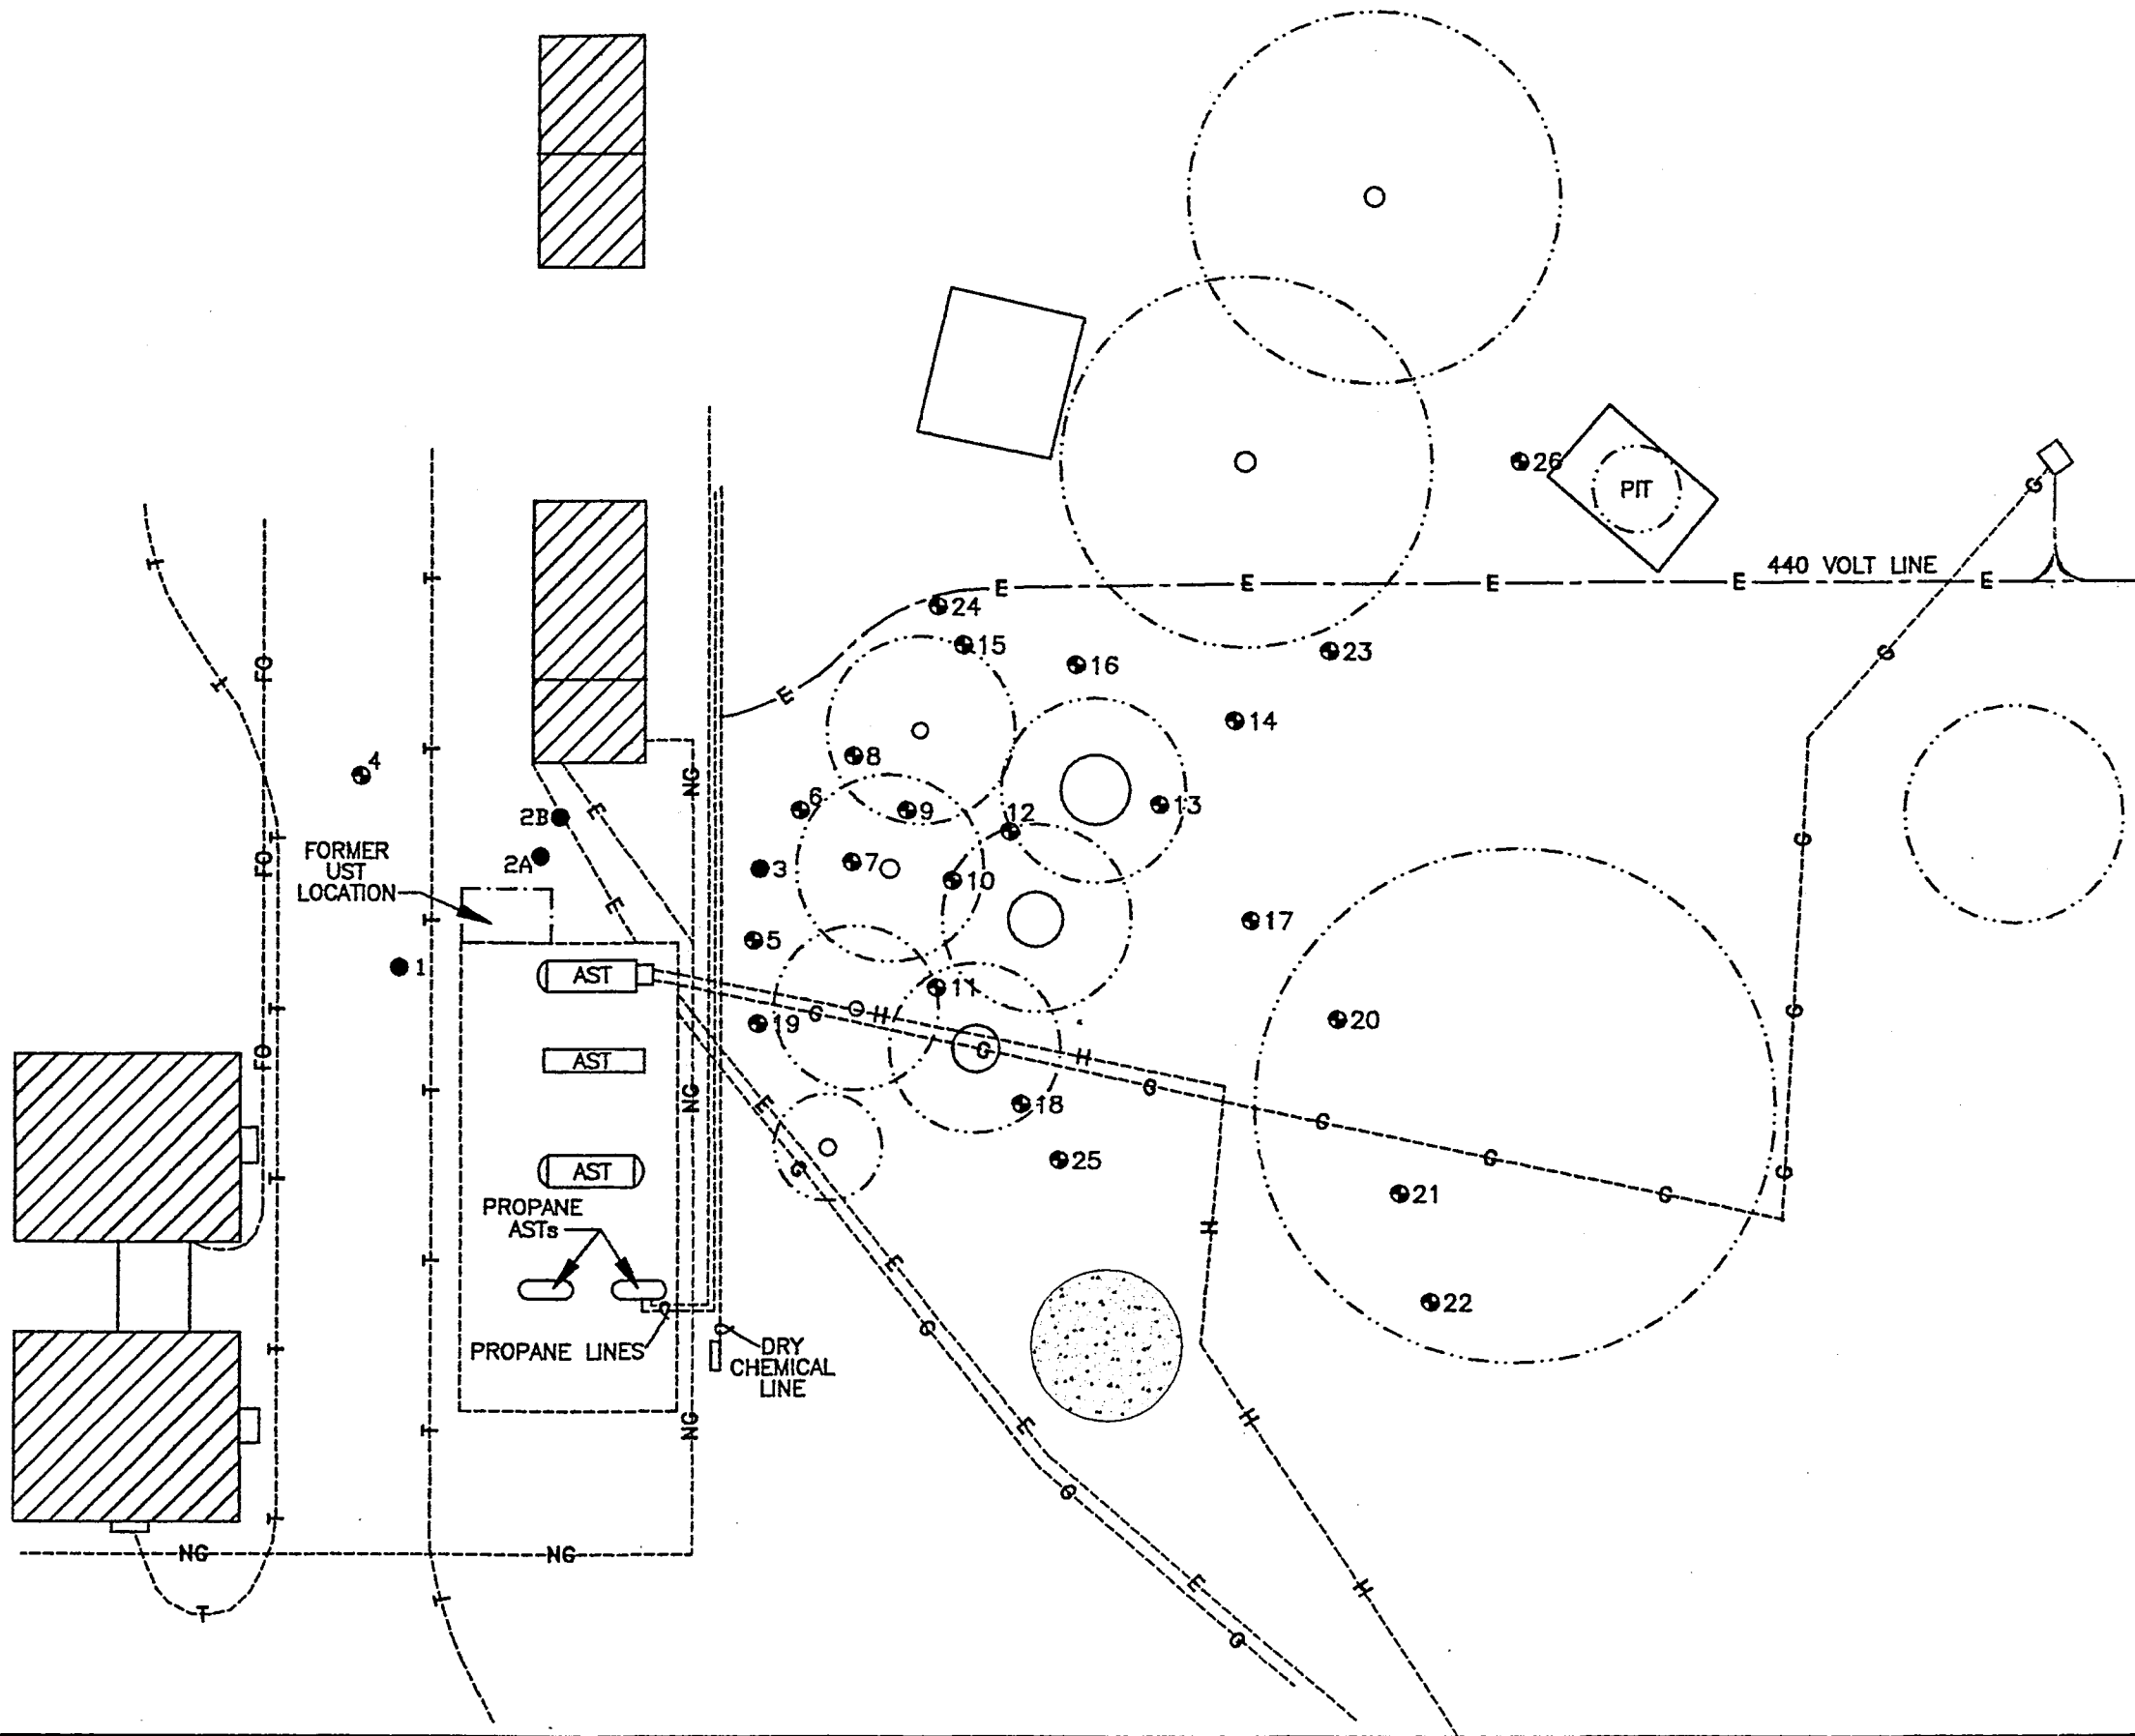 26
PIT
G
440 VOLT LINE
E
E
E
E
E
T
T
24
15
16
23
G
FO
T
E
14
T
4
8
NG
6
9
12
13
E
2B
T
G
FORMER
UST
LOCATION
FO
2A
3
7
10
E
T
17
5
1
AST
11
19
G
H
T
G
20
FO
AST
G
H
G
T
NG
E
18
G
25
G
G
AST
G
T
G
21
G
PROPANE
ASTs
H
E
T
22
PROPANE LINES
DRY
CHEMICAL
LINE
G
T
H
T
NG
E
G
T
NG
NG
E
H
T
T
G